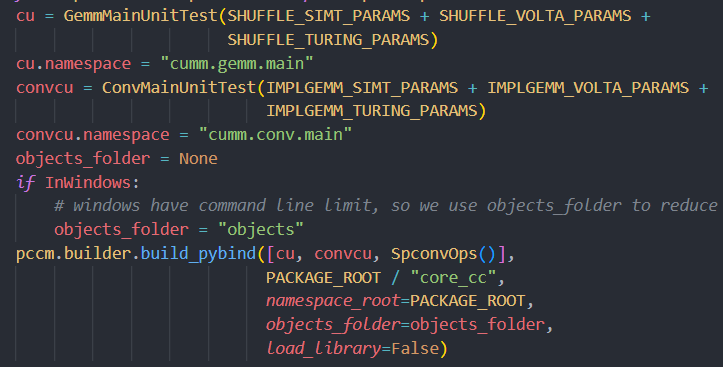 cu = GemmMainUnitTest(SHUFFLE_SIMT_PARAMS + SHUFFLE_VOLTA_PARAMS +
SHUFFLE_TURING_PARAMS)
cu.namespace = "cumm.gemm.main"
convcu = ConvMainUnitTest(IMPLGEMM_SIMT_PARAMS + IMPLGEMM_VOLTA_PARAMS +
IMPLGEMM_TURING_PARAMS)
convcu.namespace = "cumm.conv.main"
objects_folder = None
if InWindows:
# windows have command line limit, so we use objects_folder to reduce
objects_folder = "objects"
pccm.builder.build_pybind([cu, convcu, SpconvOps()],
PACKAGE_ROOT / "core_cc",
namespace_root=PACKAGE_ROOT,
objects_folder=objects_folder,
load_library=False)